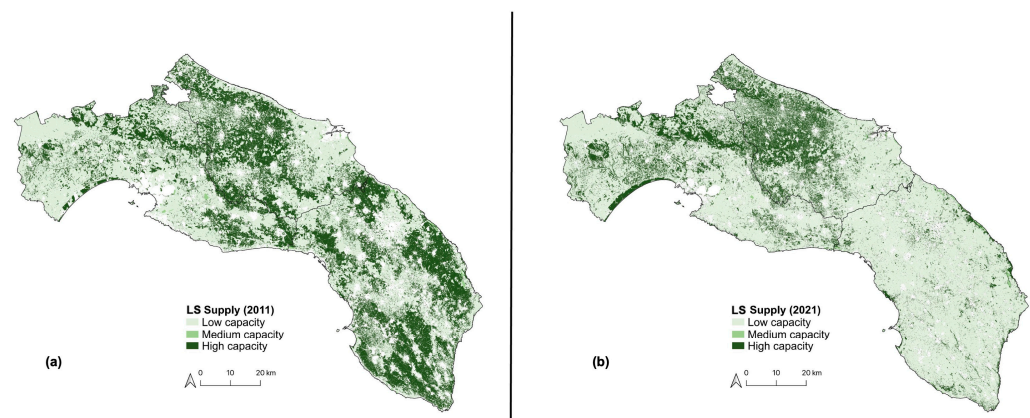 LS Supply (2011)
Low capacity
Medium capacity
High capacity
(a)
0 10 20 km
LS Supply (2021)
Low capacity
Medium capacity
High capacity
(b)
0 10 20 km